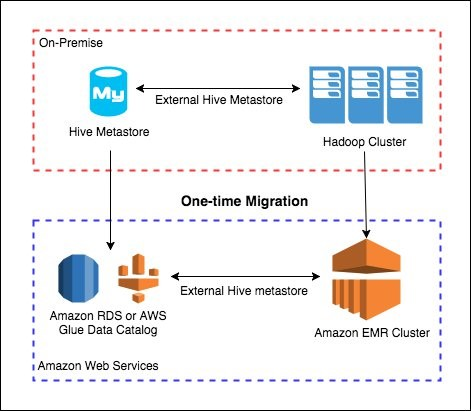 On-Premise
My
External Hive Metastore
Hive Metastore
Hadoop Cluster
One-time Migration
External Hive metastore
Amazon RDS or AWS
Glue Data Catalog
Amazon EMR Cluster
Amazon Web Services